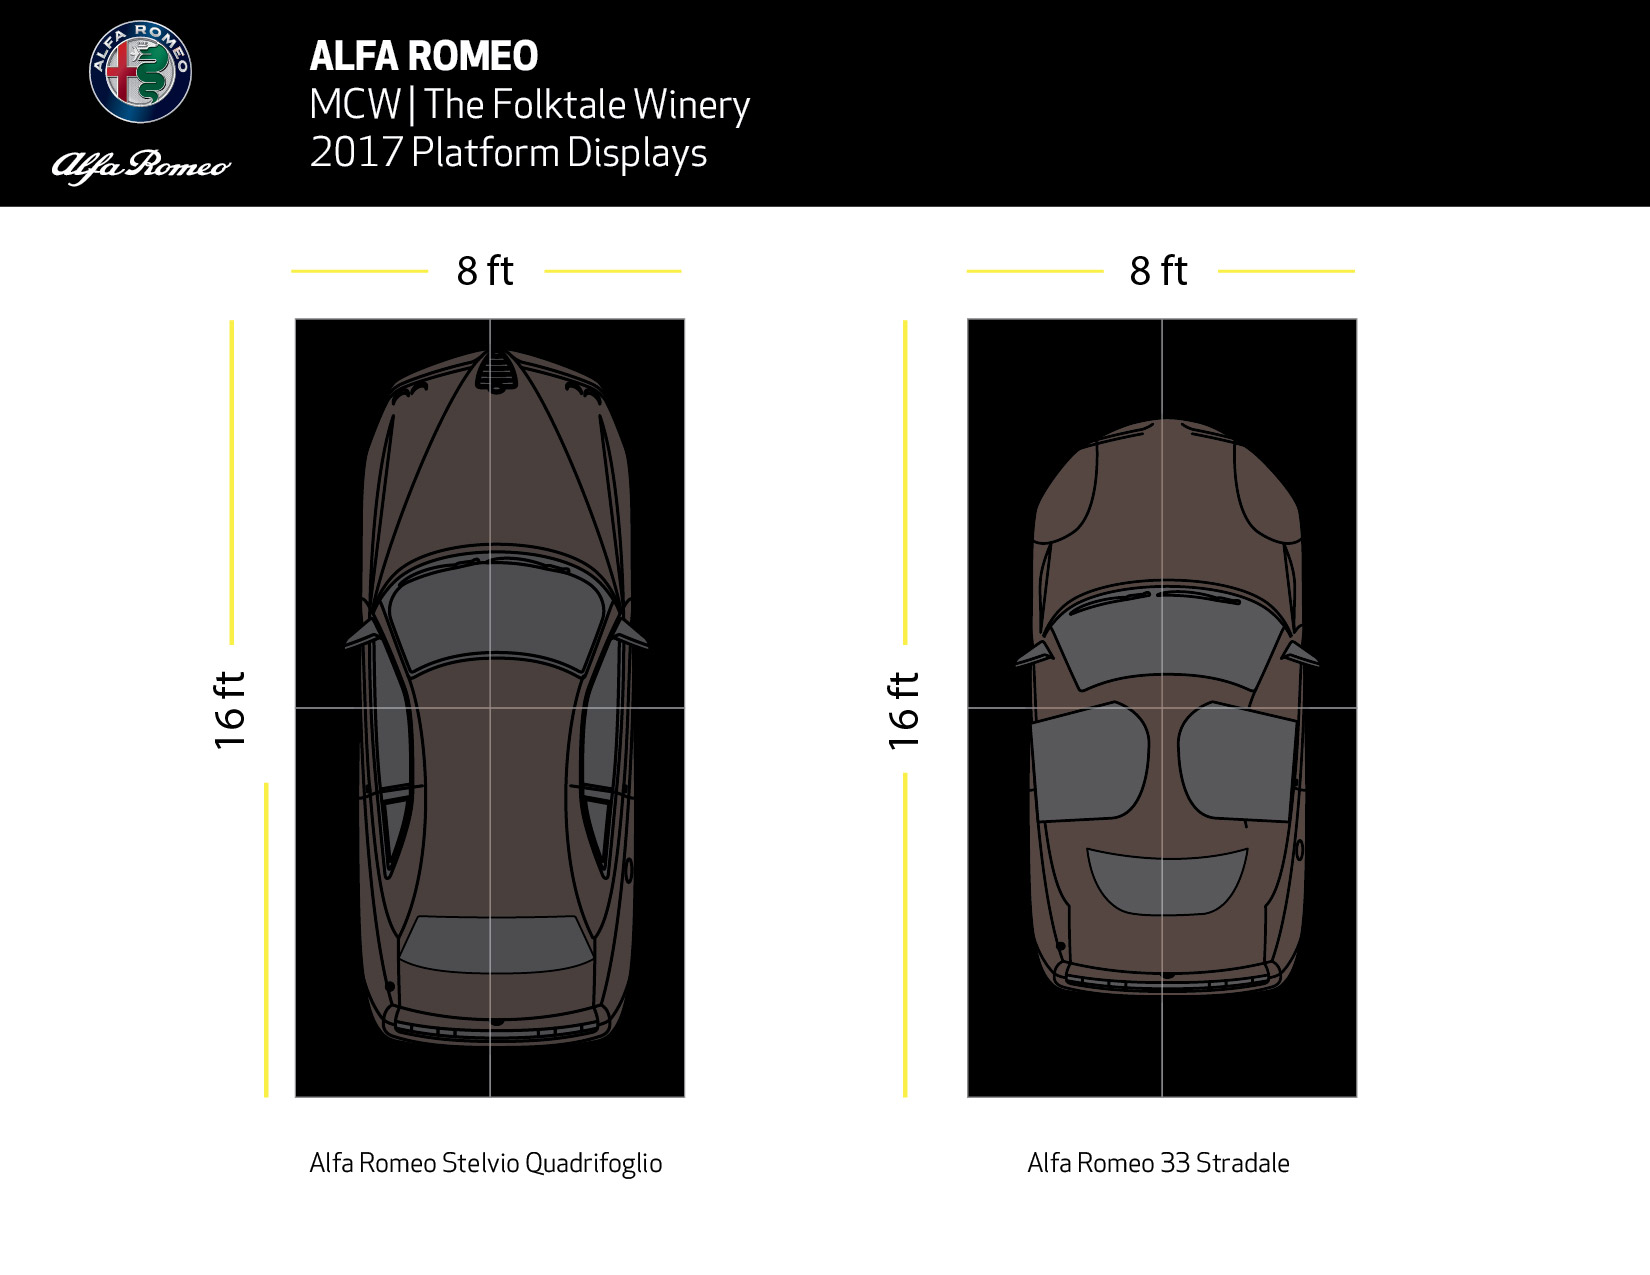 ALFA ROMEO
Alfa Romeo
ALFA ROMEO
MCW | The Folktale Winery
2017 Platform Displays
8 ft
8 ft
16 ft
16 ft
Alfa Romeo Stelvio Quadrifoglio
Alfa Romeo 33 Stradale